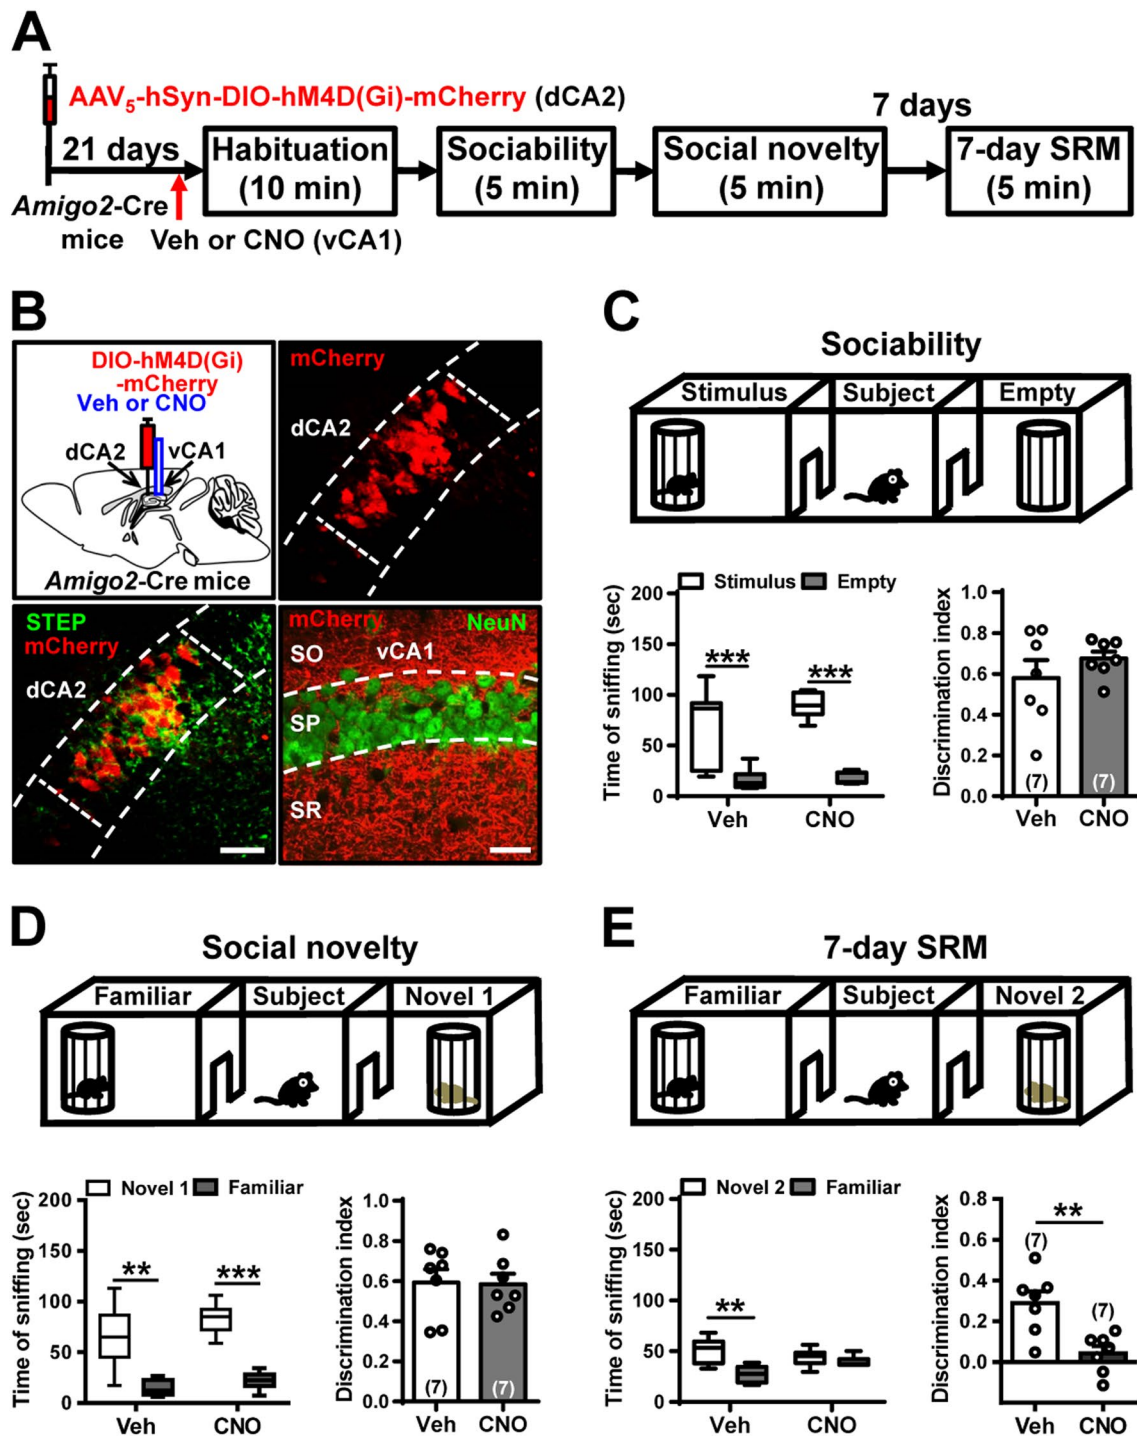 A
AAV5-hSyn-DIO-hM4D(Gi)-mCherry (dCA2)
7 days
21 days
Habituation
(10 min)
Sociability
(5 min)
Social novelty
(5 min)
7-day SRM
(5 min)
Amigo2-Cre
mice
Veh or CNO (vCA1)
B
DIO-hM4D(Gi)
-mCherry
Veh or CNO
dCA2
vCA1
Amigo2-Cre mice
mCherry
dCA2
STEP
mCherry
dCA2
mCherry
NeuN
SO
vCA1
SP
SR
C
Sociability
Stimulus
Subject
Empty
Time of sniffing (sec)
200
150
100
50
0
Stimulus
Empty
***
***
Veh
CNO
Discrimination index
1.0
0.8
0.6
0.4
0.2
0.0
(7)
(7)
Veh
CNO
D
Social novelty
Familiar
Subject
Novel 1
Time of sniffing (sec)
200
150
100
50
0
Novel 1
Familiar
**
***
Veh
CNO
Discrimination index
1.0
0.8
0.6
0.4
0.2
0.0
(7)
(7)
Veh
CNO
E
7-day SRM
Familiar
Subject
Novel 2
Time of sniffing (sec)
200
150
100
50
0
Novel 2
Familiar
**
Veh
CNO
Discrimination index
0.8
0.6
0.4
0.2
0.0
**
(7)
(7)
Veh
CNO